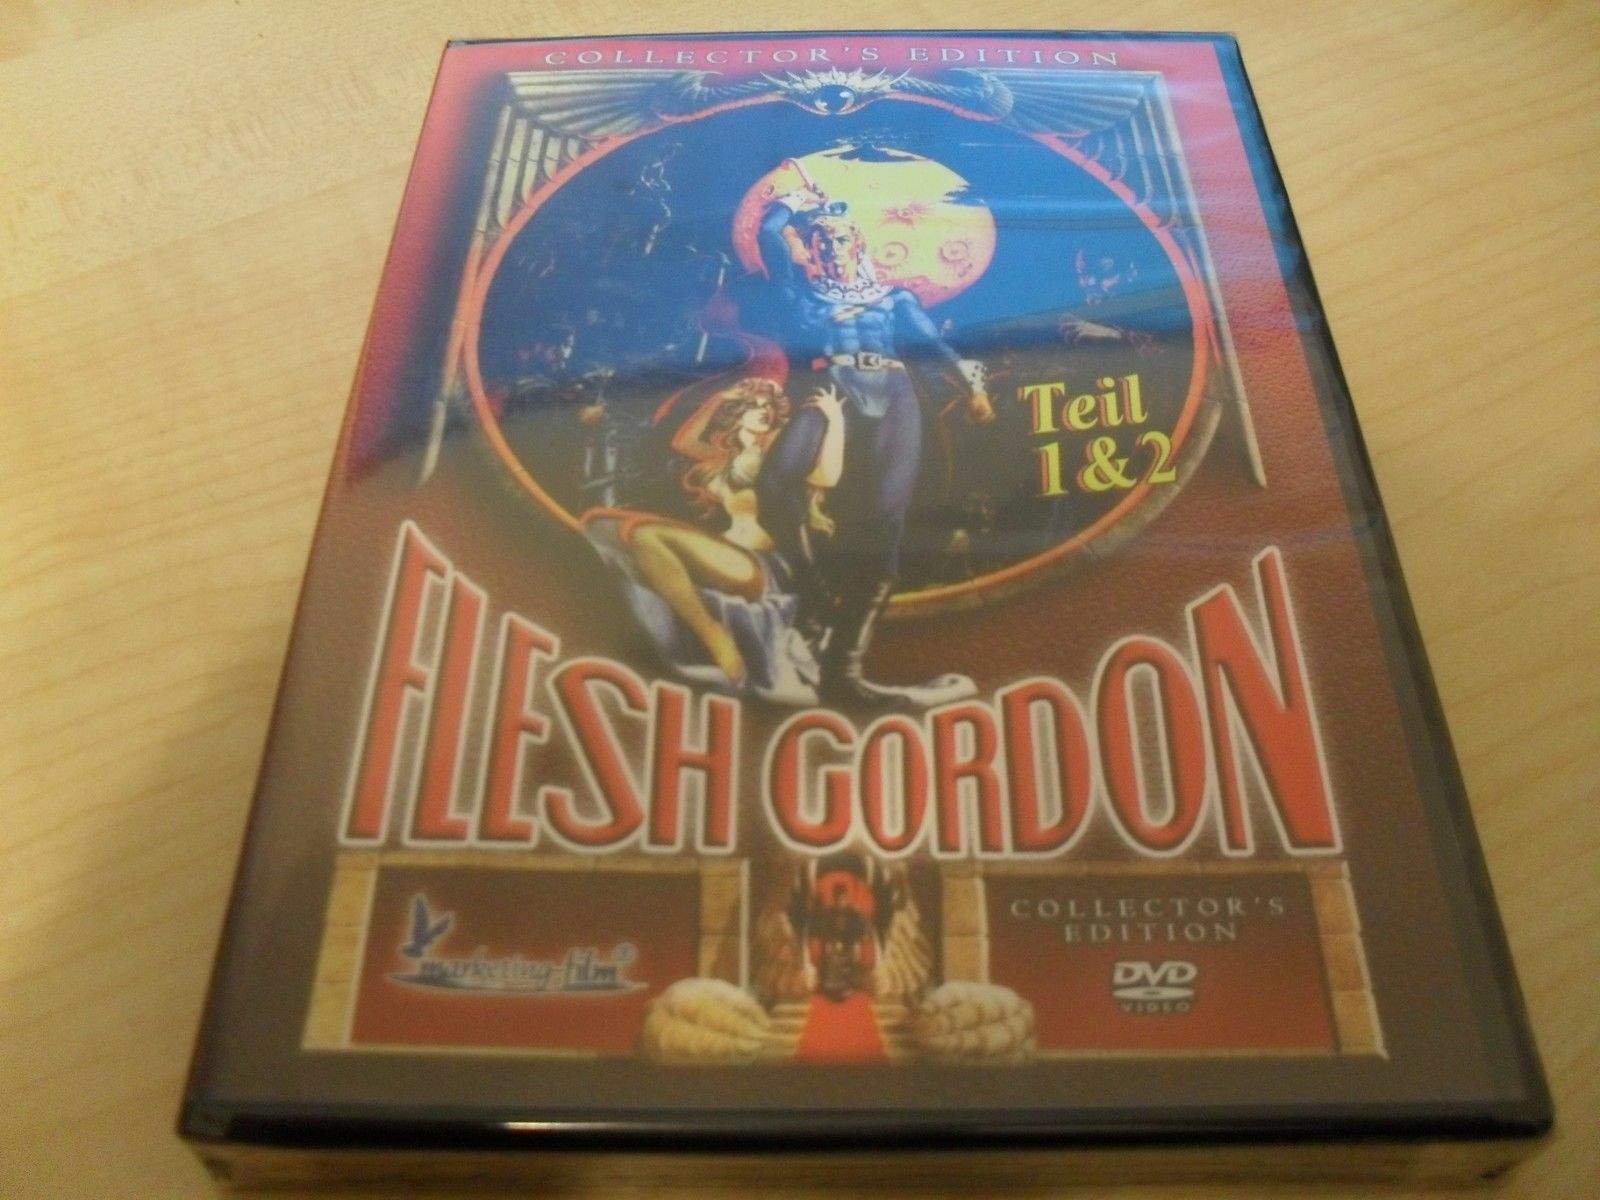 COLLECTOR'S EDITION
Teil
1 & 2
FLESH GORDON
marketing-film®
COLLECTOR'S
EDITION
DVD
VIDEO